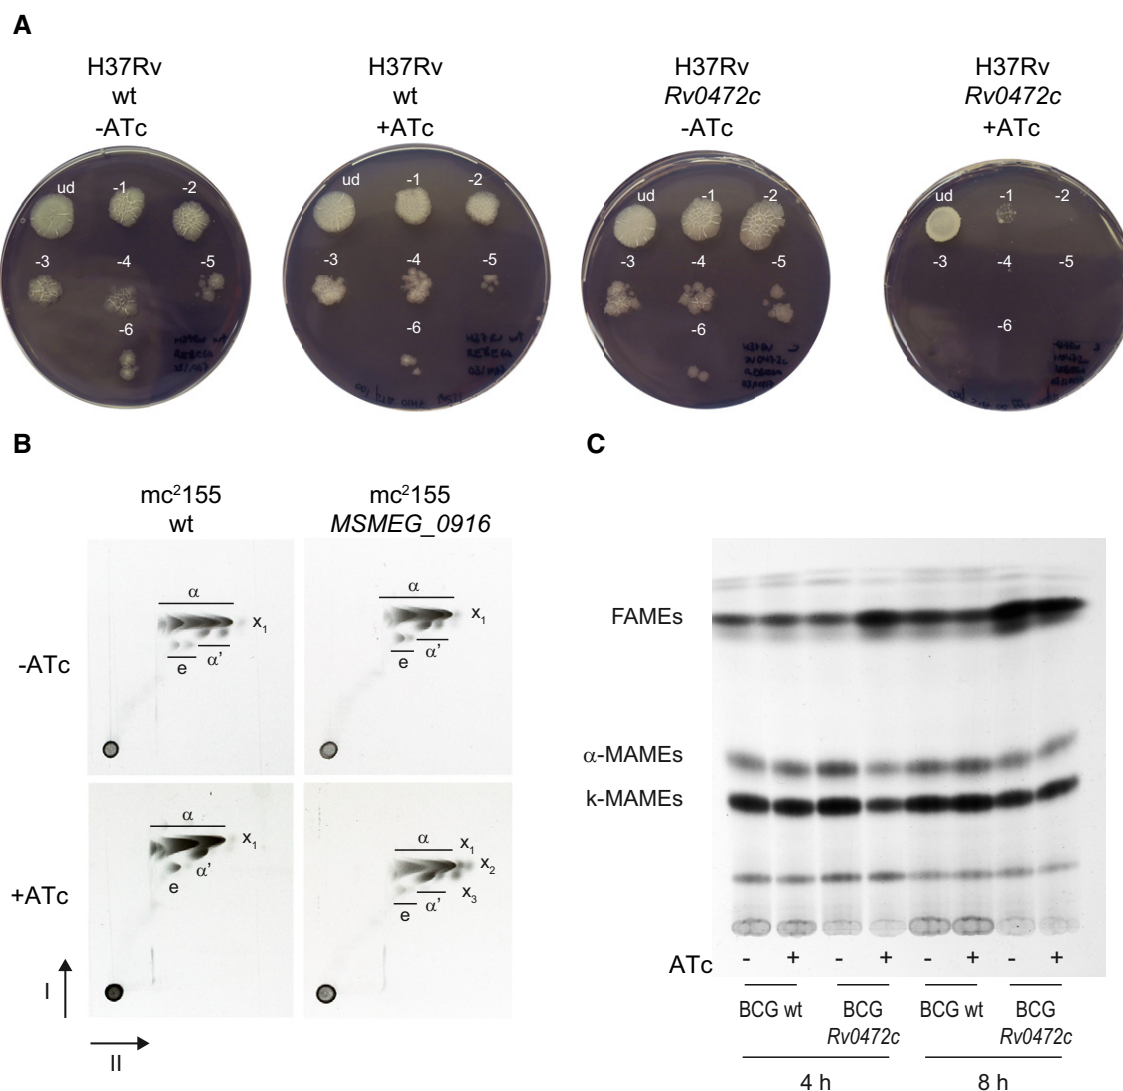 A
H37Rv
wt
-ATc
H37Rv
wt
+ATc
H37Rv
Rv0472c
-ATc
H37Rv
Rv0472c
+ATc
ud -1 -2
-3 -4 -5
-6
ud -1 -2
-3 -4 -5
-6
ud -1 -2
-3 -4 -5
-6
ud -1 -2
-3 -4 -5
-6
B
mc²155
wt
mc²155
MSMEG_0916
-ATc
α
x₁
e α’
α
x₁
e α’
+ATc
α
x₁
e α’
α
x₁
x₂
x₃
e α’
I
II
C
FAMEs
α-MAMEs
k-MAMEs
ATc - + - + - + - +
BCG wt BCG Rv0472c BCG wt BCG Rv0472c
4 h 8 h